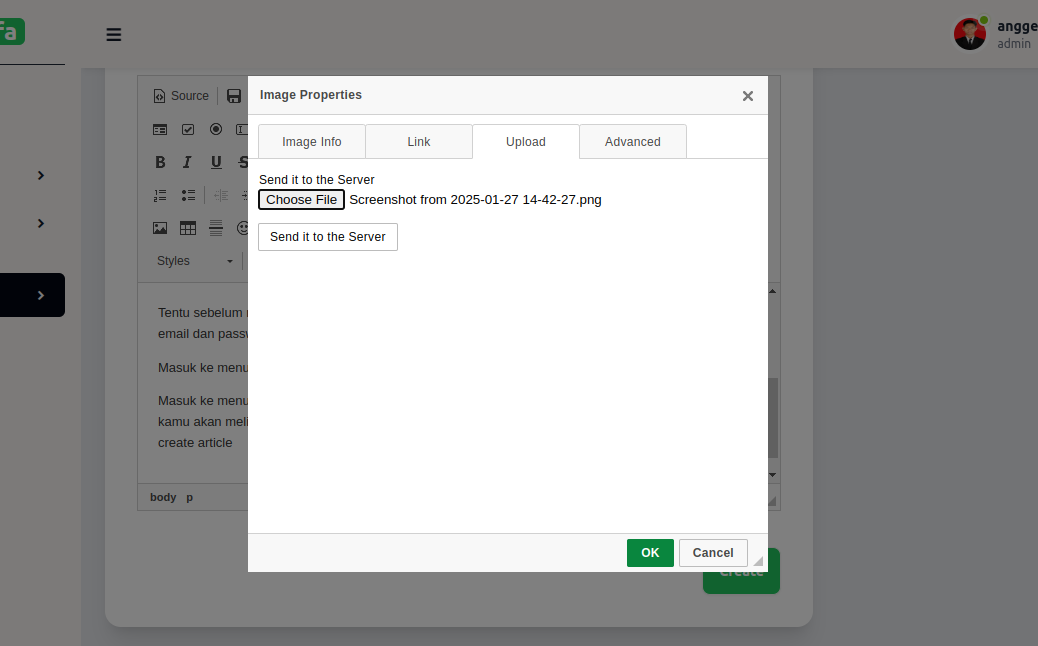 fa
angge
admin
Image Properties
Source
Image Info
Link
Upload
Advanced
Send it to the Server
Choose File Screenshot from 2025-01-27 14-42-27.png
Send it to the Server
B I U S
Styles
Tentu sebelum
email dan passw
Masuk ke menu
Masuk ke menu
kamu akan meli
create article
body p
OK
Cancel
Create